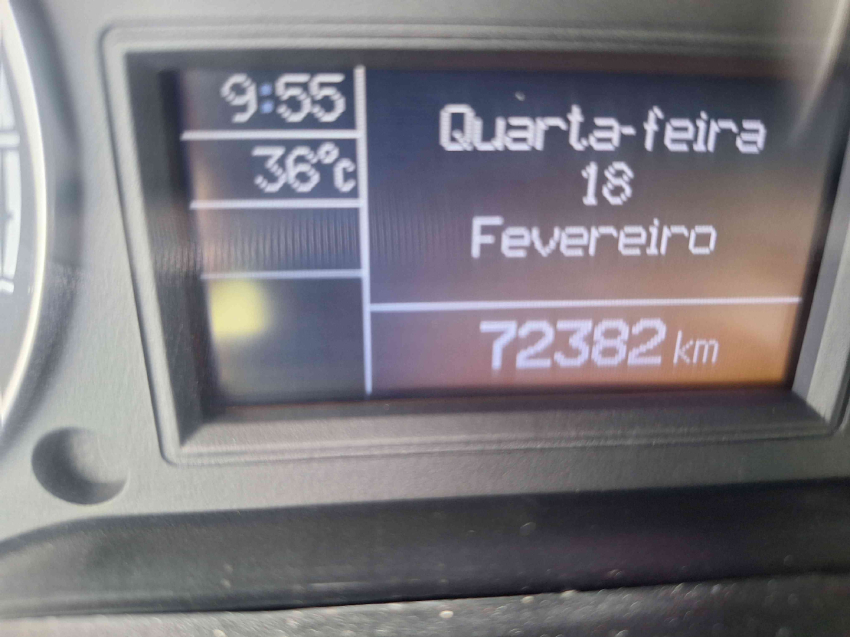 9:55
36°C
Quarta-feira
18
Fevereiro
72382 km